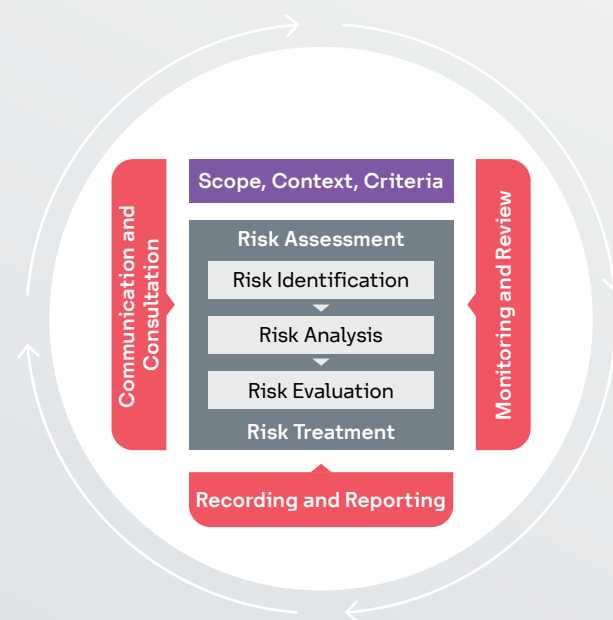 Scope, Context, Criteria
Communication and
Consultation
Risk Assessment
Risk Identification
Risk Analysis
Risk Evaluation
Risk Treatment
Monitoring and Review
Recording and Reporting